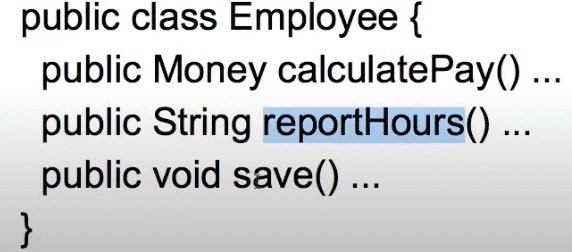 public class Employee {
public Money calculatePay() ...
public String reportHours() ...
public void save() ...
}